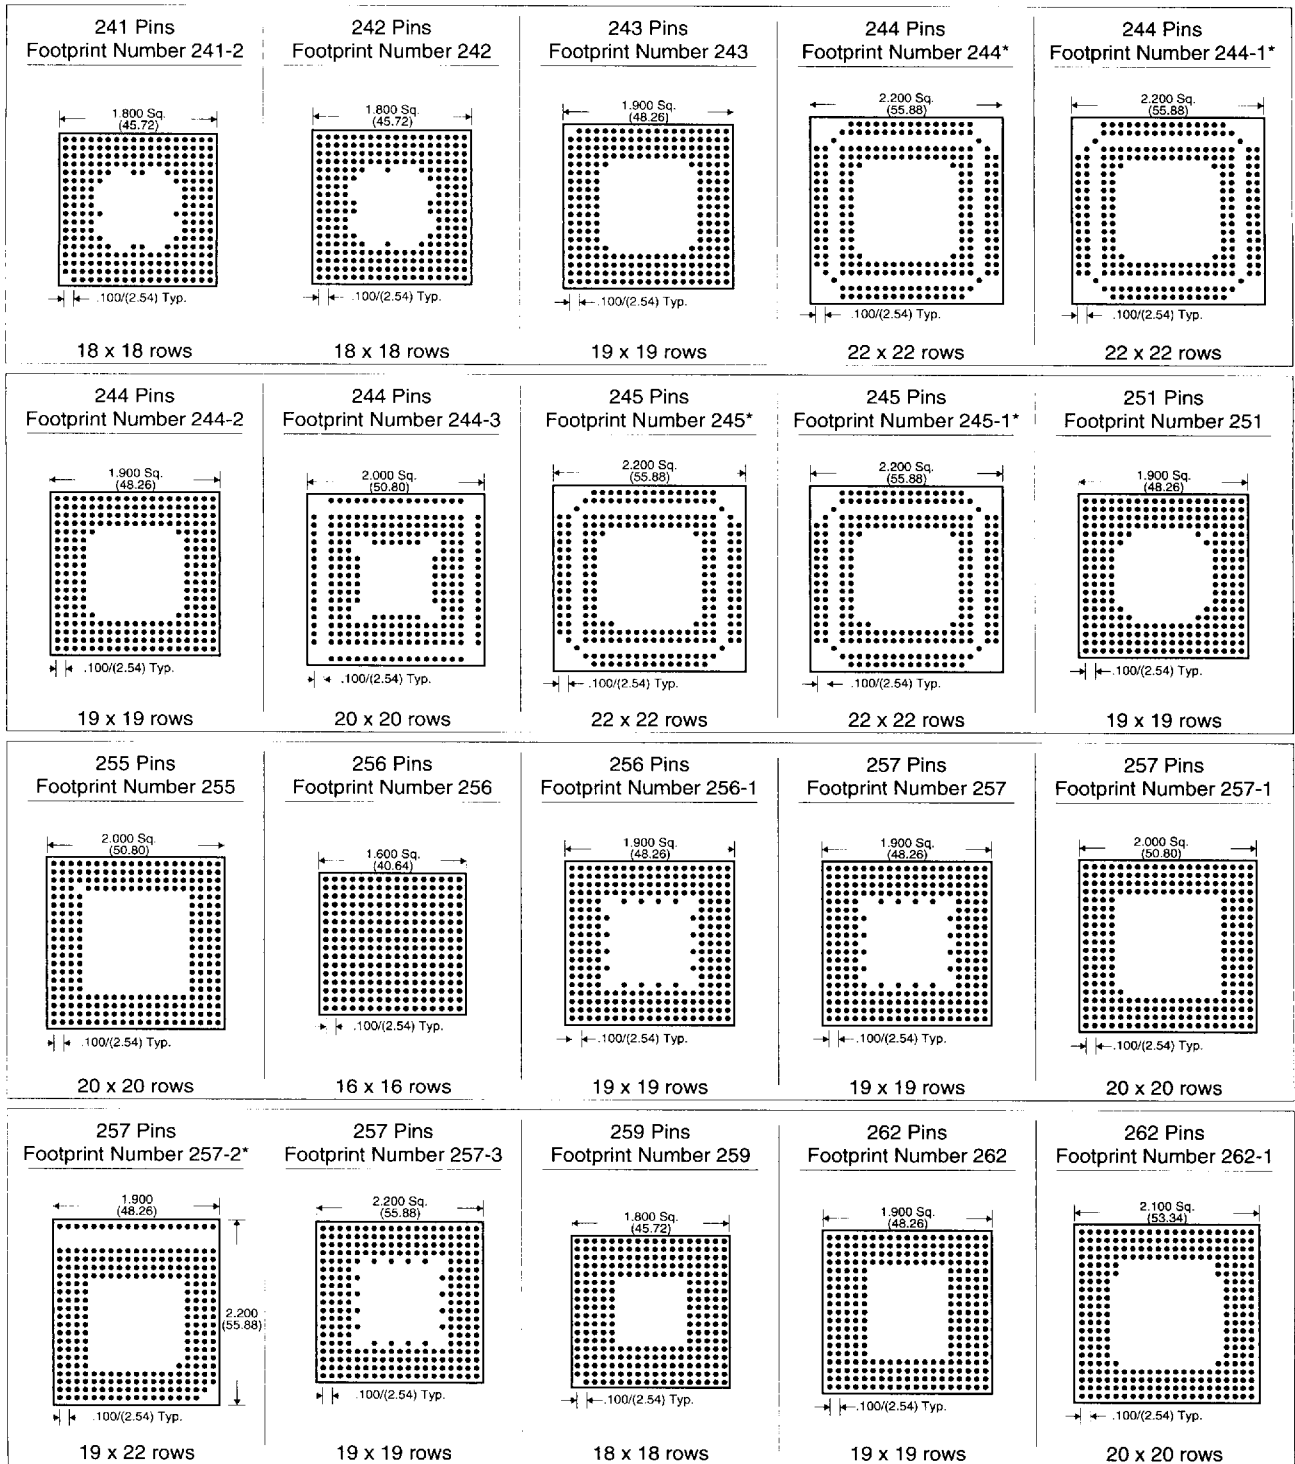 241 Pins
Footprint Number 241-2
1.800 Sq.
(45.72)
.100/(2.54) Typ.
18 x 18 rows
242 Pins
Footprint Number 242
1.800 Sq.
(45.72)
.100/(2.54) Typ.
18 x 18 rows
243 Pins
Footprint Number 243
1.900 Sq.
(48.26)
.100/(2.54) Typ.
19 x 19 rows
244 Pins
Footprint Number 244*
2.200 Sq.
(55.88)
.100/(2.54) Typ.
22 x 22 rows
244 Pins
Footprint Number 244-1*
2.200 Sq.
(55.88)
.100/(2.54) Typ.
22 x 22 rows
244 Pins
Footprint Number 244-2
1.900 Sq.
(48.26)
.100/(2.54) Typ.
19 x 19 rows
244 Pins
Footprint Number 244-3
2.000 Sq.
(50.80)
.100/(2.54) Typ.
20 x 20 rows
245 Pins
Footprint Number 245*
2.200 Sq.
(55.88)
.100/(2.54) Typ.
22 x 22 rows
245 Pins
Footprint Number 245-1*
2.200 Sq.
(55.88)
.100/(2.54) Typ.
22 x 22 rows
251 Pins
Footprint Number 251
1.900 Sq.
(48.26)
.100/(2.54) Typ.
19 x 19 rows
255 Pins
Footprint Number 255
2.000 Sq.
(50.80)
.100/(2.54) Typ.
20 x 20 rows
256 Pins
Footprint Number 256
1.600 Sq.
(40.64)
.100/(2.54) Typ.
16 x 16 rows
256 Pins
Footprint Number 256-1
1.900 Sq.
(48.26)
.100/(2.54) Typ.
19 x 19 rows
257 Pins
Footprint Number 257
1.900 Sq.
(48.26)
.100/(2.54) Typ.
19 x 19 rows
257 Pins
Footprint Number 257-1
2.000 Sq.
(50.80)
.100/(2.54) Typ.
20 x 20 rows
257 Pins
Footprint Number 257-2*
1.900
(48.26)
2.200
(55.88)
.100/(2.54) Typ.
19 x 22 rows
257 Pins
Footprint Number 257-3
2.200 Sq.
(55.88)
.100/(2.54) Typ.
19 x 19 rows
259 Pins
Footprint Number 259
1.800 Sq.
(45.72)
.100/(2.54) Typ.
18 x 18 rows
262 Pins
Footprint Number 262
1.900 Sq.
(48.26)
.100/(2.54) Typ.
19 x 19 rows
262 Pins
Footprint Number 262-1
2.100 Sq.
(53.34)
.100/(2.54) Typ.
20 x 20 rows